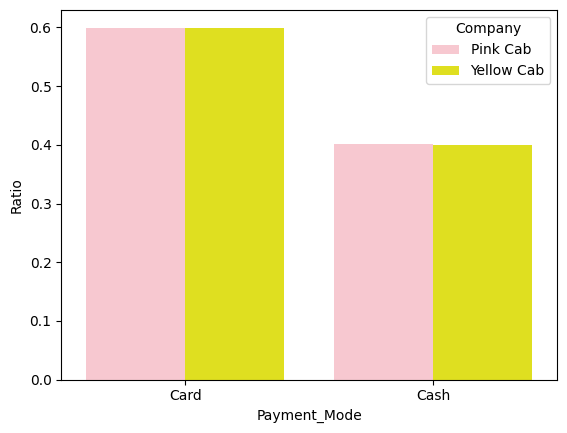 0.6
0.5
0.4
0.3
0.2
0.1
0.0
Ratio
Company
Pink Cab
Yellow Cab
Card
Cash
Payment_Mode